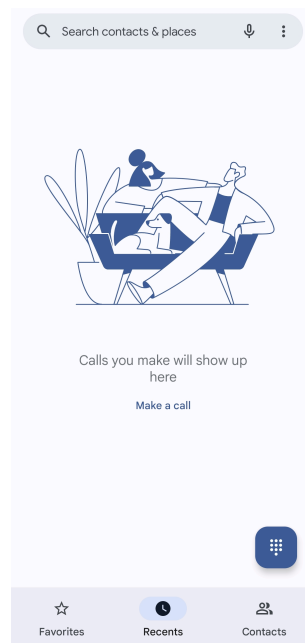 Search contacts & places
Calls you make will show up
here
Make a call
Favorites
Recents
Contacts